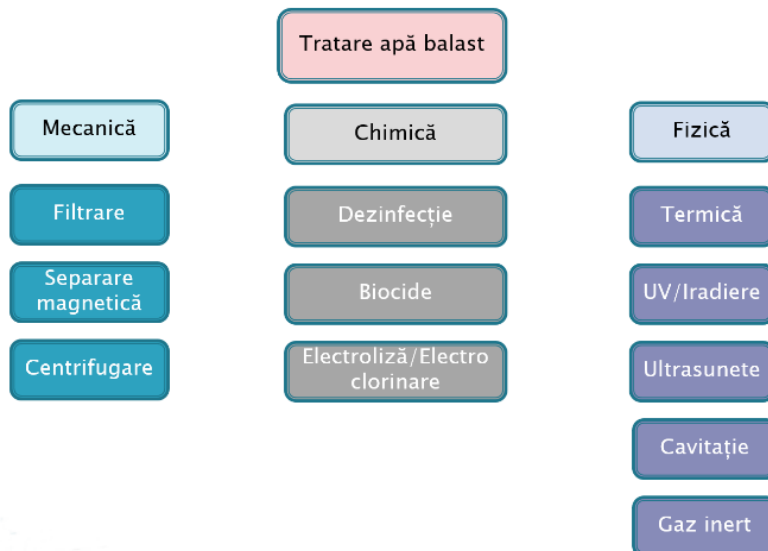 Tratare apă balast
Mecanică
Chimică
Fizică
Filtrare
Dezinfecție
Termică
Separare
magnetică
Biocide
UV/Iradiere
Centrifugare
Electroliză/Electro
clorinare
Ultrasunete
Cavitație
Gaz inert